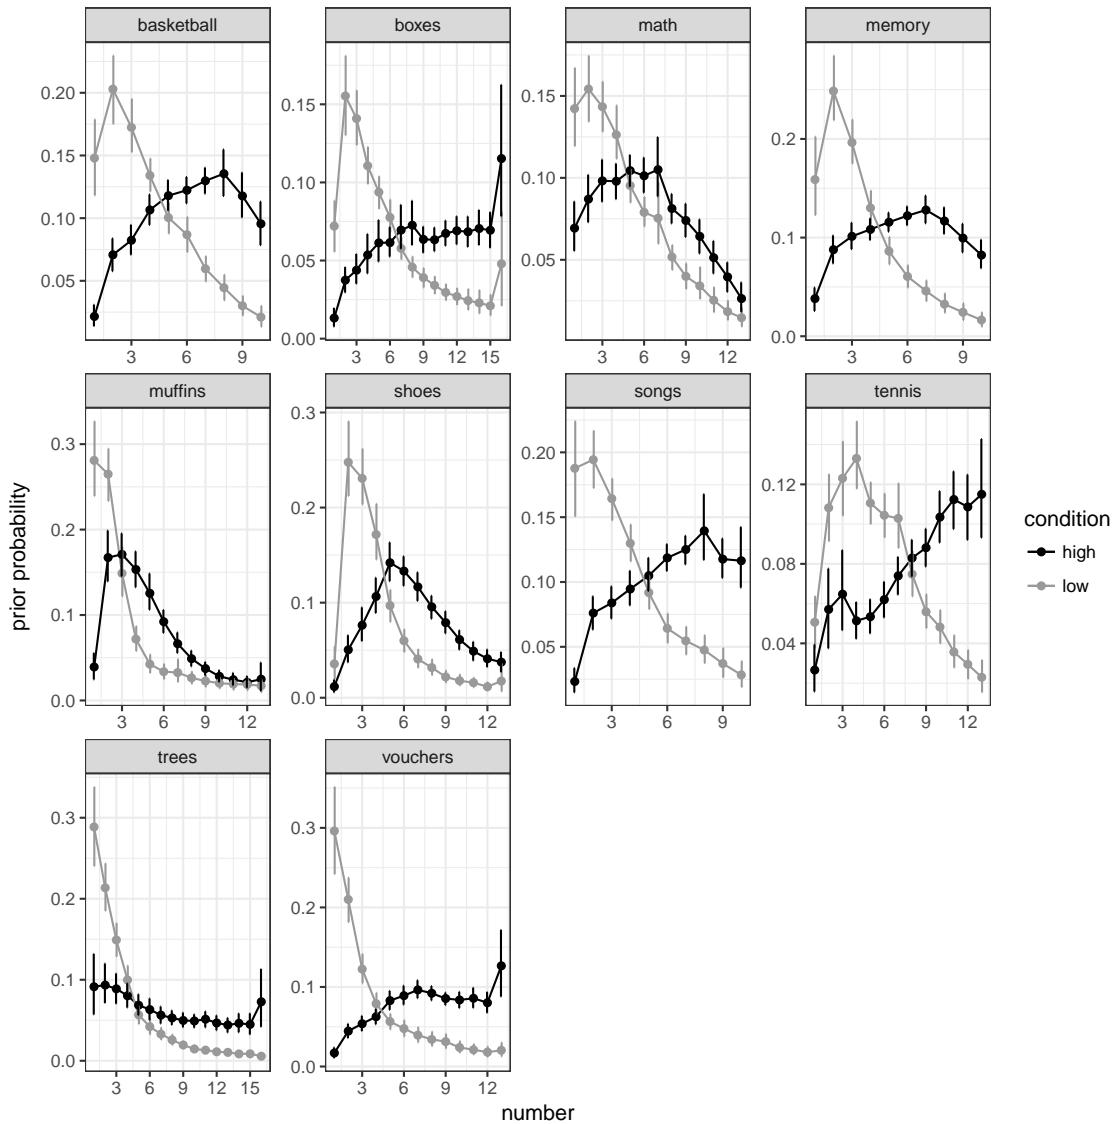 basketball boxes math memory
0.20
0.15
0.10
0.05
0.15
0.10
0.05
0.00
0.15
0.10
0.05
0.2
0.1
0.0
3 6 9
3 6 9 12 15
3 6 9 12
3 6 9
muffins shoes songs tennis
0.3
0.2
0.1
0.0
0.3
0.2
0.1
0.0
0.20
0.15
0.10
0.05
0.12
0.08
0.04
3 6 9 12
3 6 9 12
3 6 9
3 6 9 12
trees vouchers
0.3
0.2
0.1
0.0
0.3
0.2
0.1
0.0
3 6 9 12 15
3 6 9 12
prior probability
number
condition
high
low